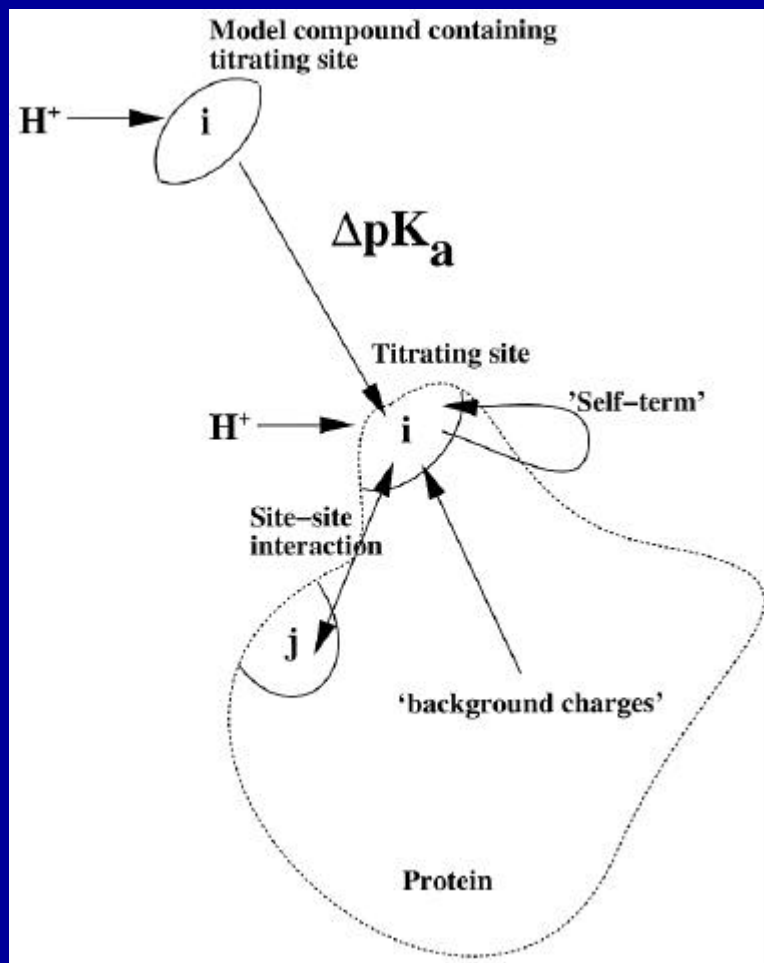 Model compound containing
titrating site
H⁺
i
ΔpKₐ
Titrating site
'Self−term'
H⁺
i
Site−site
interaction
j
'background charges'
Protein